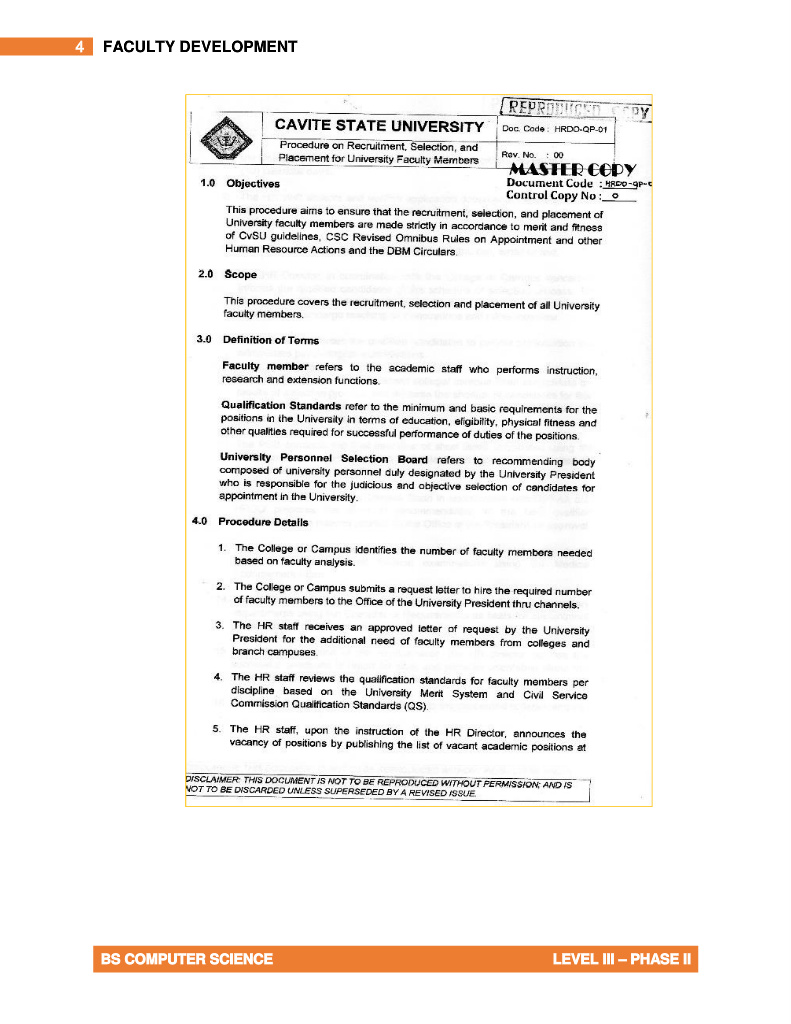 4 FACULTY DEVELOPMENT
REPRODUCED COPY
CAVITE STATE UNIVERSITY
Doc. Code : HRDO-QP-01
Procedure on Recruitment, Selection, and
Placement for University Faculty Members
Rev. No. : 00
MASTER COPY
Document Code : HRDO-QP-
Control Copy No : 0
1.0 Objectives
This procedure aims to ensure that the recruitment, selection, and placement of
University faculty members are made strictly in accordance to merit and fitness
of CvSU guidelines, CSC Revised Omnibus Rules on Appointment and other
Human Resource Actions and the DBM Circulars.
2.0 Scope
This procedure covers the recruitment, selection and placement of all University
faculty members.
3.0 Definition of Terms
Faculty member refers to the academic staff who performs instruction,
research and extension functions.
Qualification Standards refer to the minimum and basic requirements for the
positions in the University in terms of education, eligibility, physical fitness and
other qualities required for successful performance of duties of the positions.
University Personnel Selection Board refers to recommending body
composed of university personnel duly designated by the University President
who is responsible for the judicious and objective selection of candidates for
appointment in the University.
4.0 Procedure Details
1. The College or Campus identifies the number of faculty members needed
based on faculty analysis.
2. The College or Campus submits a request letter to hire the required number
of faculty members to the Office of the University President thru channels.
3. The HR staff receives an approved letter of request by the University
President for the additional need of faculty members from colleges and
branch campuses.
4. The HR staff reviews the qualification standards for faculty members per
discipline based on the University Merit System and Civil Service
Commission Qualification Standards (QS).
5. The HR staff, upon the instruction of the HR Director, announces the
vacancy of positions by publishing the list of vacant academic positions at
DISCLAIMER: THIS DOCUMENT IS NOT TO BE REPRODUCED WITHOUT PERMISSION; AND IS
NOT TO BE DISCARDED UNLESS SUPERSEDED BY A REVISED ISSUE.
BS COMPUTER SCIENCE LEVEL III – PHASE II